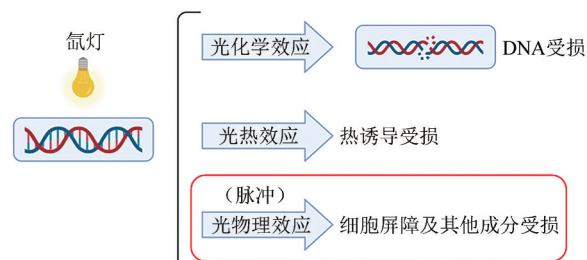 氙灯
光化学效应
DNA受损
光热效应
热诱导受损
（脉冲）
光物理效应
细胞屏障及其他成分受损